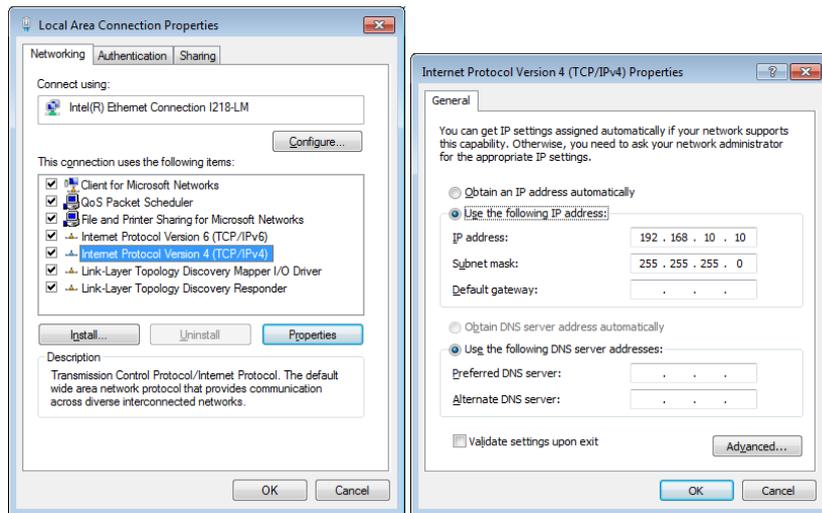 Local Area Connection Properties
Networking
Authentication
Sharing
Connect using:
Intel(R) Ethernet Connection I218-LM
Configure...
This connection uses the following items:
Client for Microsoft Networks
QoS Packet Scheduler
File and Printer Sharing for Microsoft Networks
Internet Protocol Version 6 (TCP/IPv6)
Internet Protocol Version 4 (TCP/IPv4)
Link-Layer Topology Discovery Mapper I/O Driver
Link-Layer Topology Discovery Responder
Install...
Uninstall
Properties
Description
Transmission Control Protocol/Internet Protocol. The default
wide area network protocol that provides communication
across diverse interconnected networks.
OK
Cancel
Internet Protocol Version 4 (TCP/IPv4) Properties
General
You can get IP settings assigned automatically if your network supports
this capability. Otherwise, you need to ask your network administrator
for the appropriate IP settings.
Obtain an IP address automatically
Use the following IP address:
IP address: 192 . 168 . 10 . 10
Subnet mask: 255 . 255 . 255 . 0
Default gateway: . . .
Obtain DNS server address automatically
Use the following DNS server addresses:
Preferred DNS server: . . .
Alternate DNS server: . . .
Validate settings upon exit
Advanced...
OK
Cancel